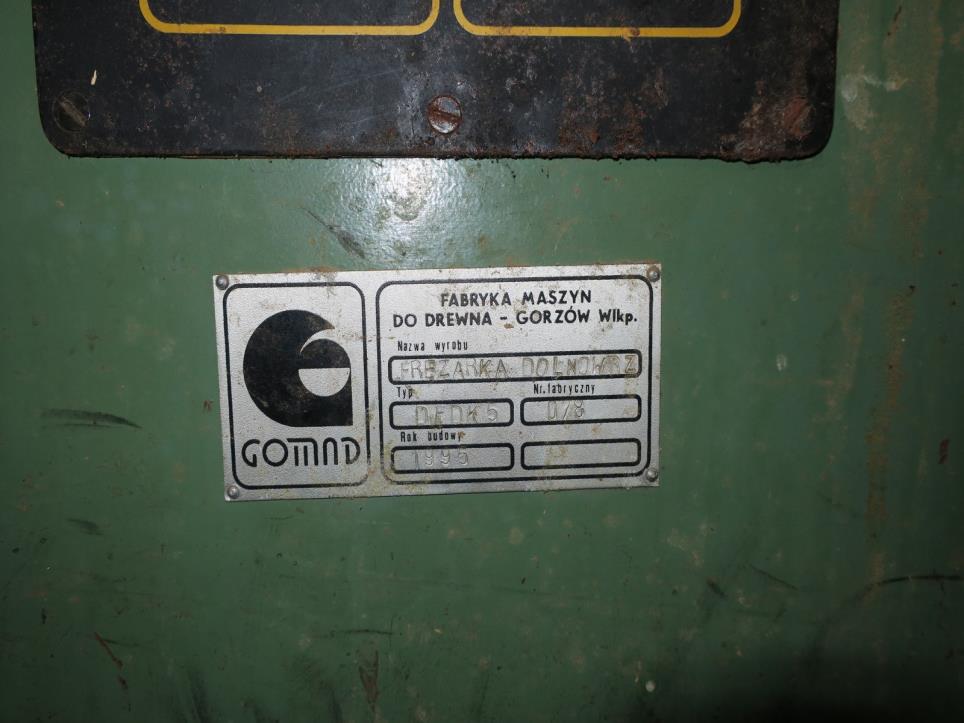 FABRYKA MASZYN
DO DREWNA - GORZÓW Wlkp.
Nazwa wyrobu
FREZARKA DOLNOWRZ
Typ
Nr. fabryczny
Rok budowy
1995
GOMAD